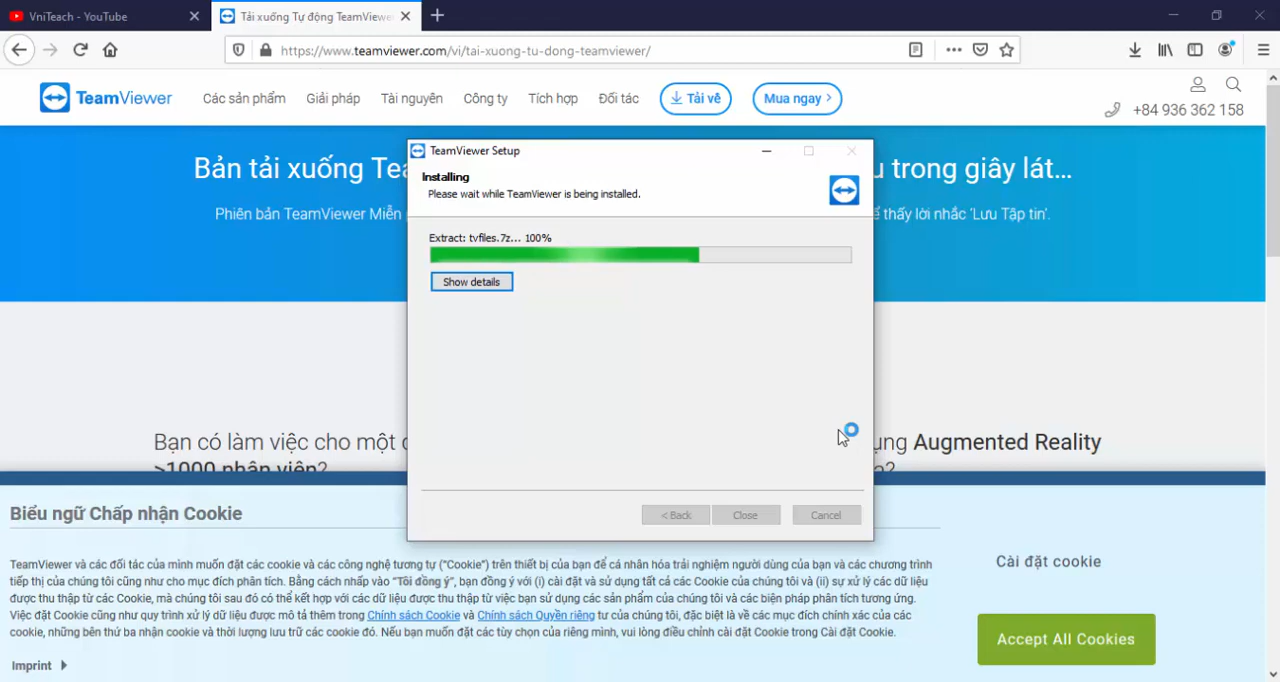 VniTeach - YouTube
Tải xuống Tự động TeamViewe
https://www.teamviewer.com/vi/tai-xuong-tu-dong-teamviewer/
TeamViewer
Các sản phẩm
Giải pháp
Tài nguyên
Công ty
Tích hợp
Đối tác
Tải về
Mua ngay
+84 936 362 158
Bản tải xuống Tea
u trong giây lát...
Phiên bản TeamViewer Miễn
để thấy lời nhắc 'Lưu Tập tin'.
TeamViewer Setup
Installing
Please wait while TeamViewer is being installed.
Extract: tvfiles.7z... 100%
Show details
< Back
Close
Cancel
Bạn có làm việc cho một
ụng Augmented Reality
>1000 nhân viên?
Biểu ngữ Chấp nhận Cookie
TeamViewer và các đối tác của mình muốn đặt các cookie và các công nghệ tương tự ("Cookie") trên thiết bị của bạn để cá nhân hóa trải nghiệm người dùng của bạn và các chương
trình tiếp thị của chúng tôi cũng như cho mục đích phân tích. Bằng cách nhấp vào "Tôi đồng ý", bạn đồng ý với (i) cài đặt và sử dụng tất cả các Cookie của chúng tôi và (ii) sự xử lý các dữ liệu
được thu thập từ các Cookie, mà chúng tôi sau đó có thể kết hợp với các dữ liệu được thu thập từ việc bạn sử dụng các sản phẩm của chúng tôi và các biện pháp phân tích tương ứng.
Việc đặt Cookie cũng như quy trình xử lý dữ liệu được mô tả thêm trong Chính sách Cookie và Chính sách Quyền riêng tư của chúng tôi, đặc biệt là về các mục đích chính xác của các
cookie, những bên thứ ba nhận cookie và thời lượng lưu trữ các cookie đó. Nếu bạn muốn đặt các tùy chọn của riêng mình, vui lòng điều chỉnh cài đặt Cookie trong Cài đặt Cookie.
Imprint
Cài đặt cookie
Accept All Cookies